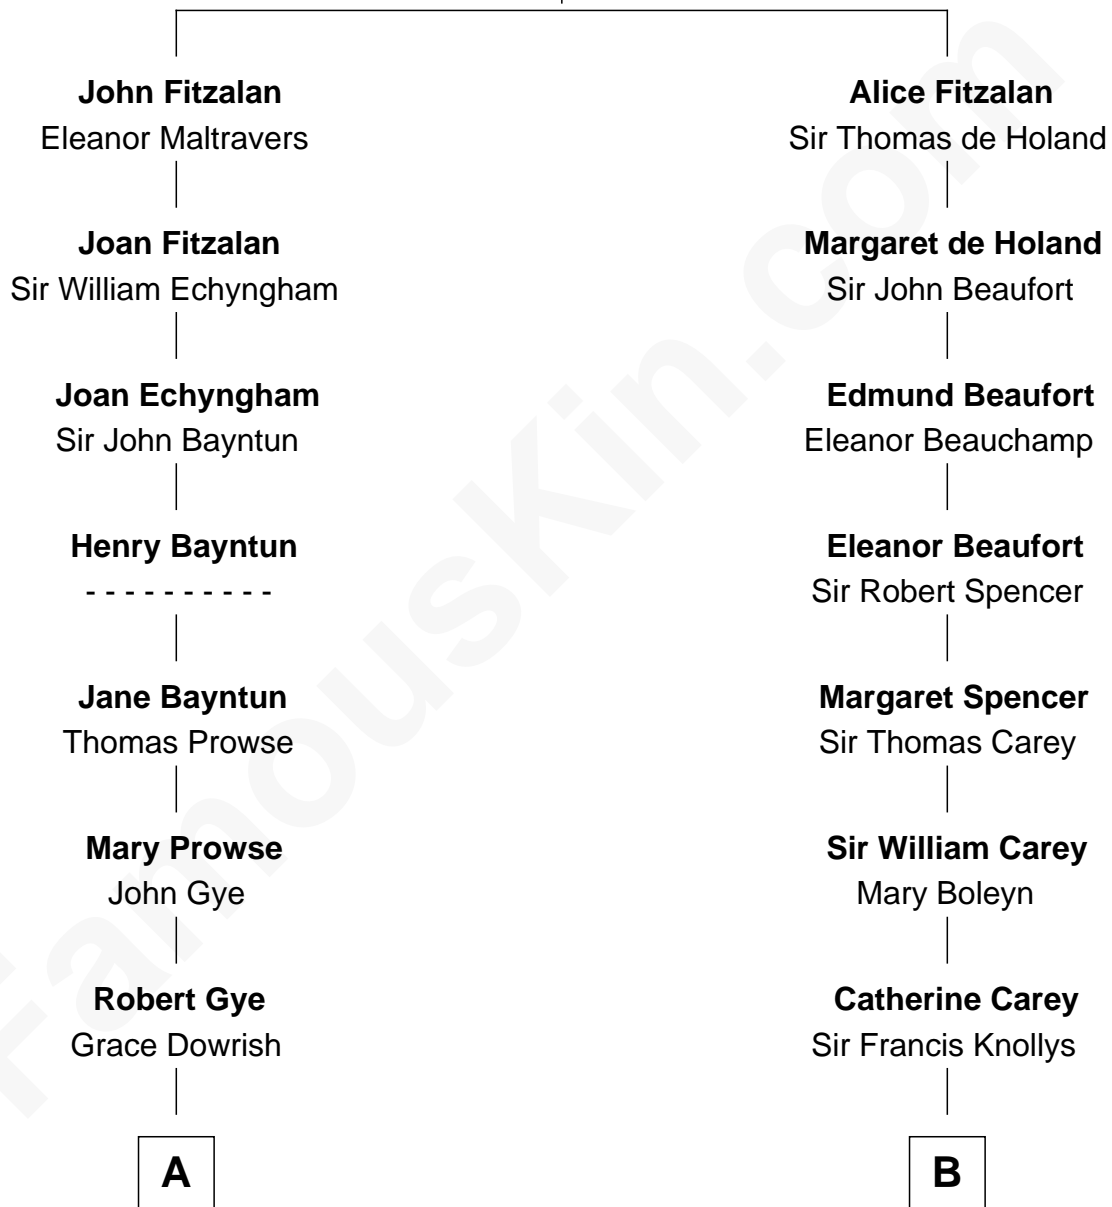 John Fitzalan
Eleanor Maltravers
Joan Fitzalan
Sir William Echyngham
Joan Echyngham
Sir John Bayntun
Henry Bayntun
- - - - - - - - - -
Jane Bayntun
Thomas Prowse
Mary Prowse
John Gye
Robert Gye
Grace Dowrish
A
Alice Fitzalan
Sir Thomas de Holand
Margaret de Holand
Sir John Beaufort
Edmund Beaufort
Eleanor Beauchamp
Eleanor Beaufort
Sir Robert Spencer
Margaret Spencer
Sir Thomas Carey
Sir William Carey
Mary Boleyn
Catherine Carey
Sir Francis Knollys
B
FamousKin.com